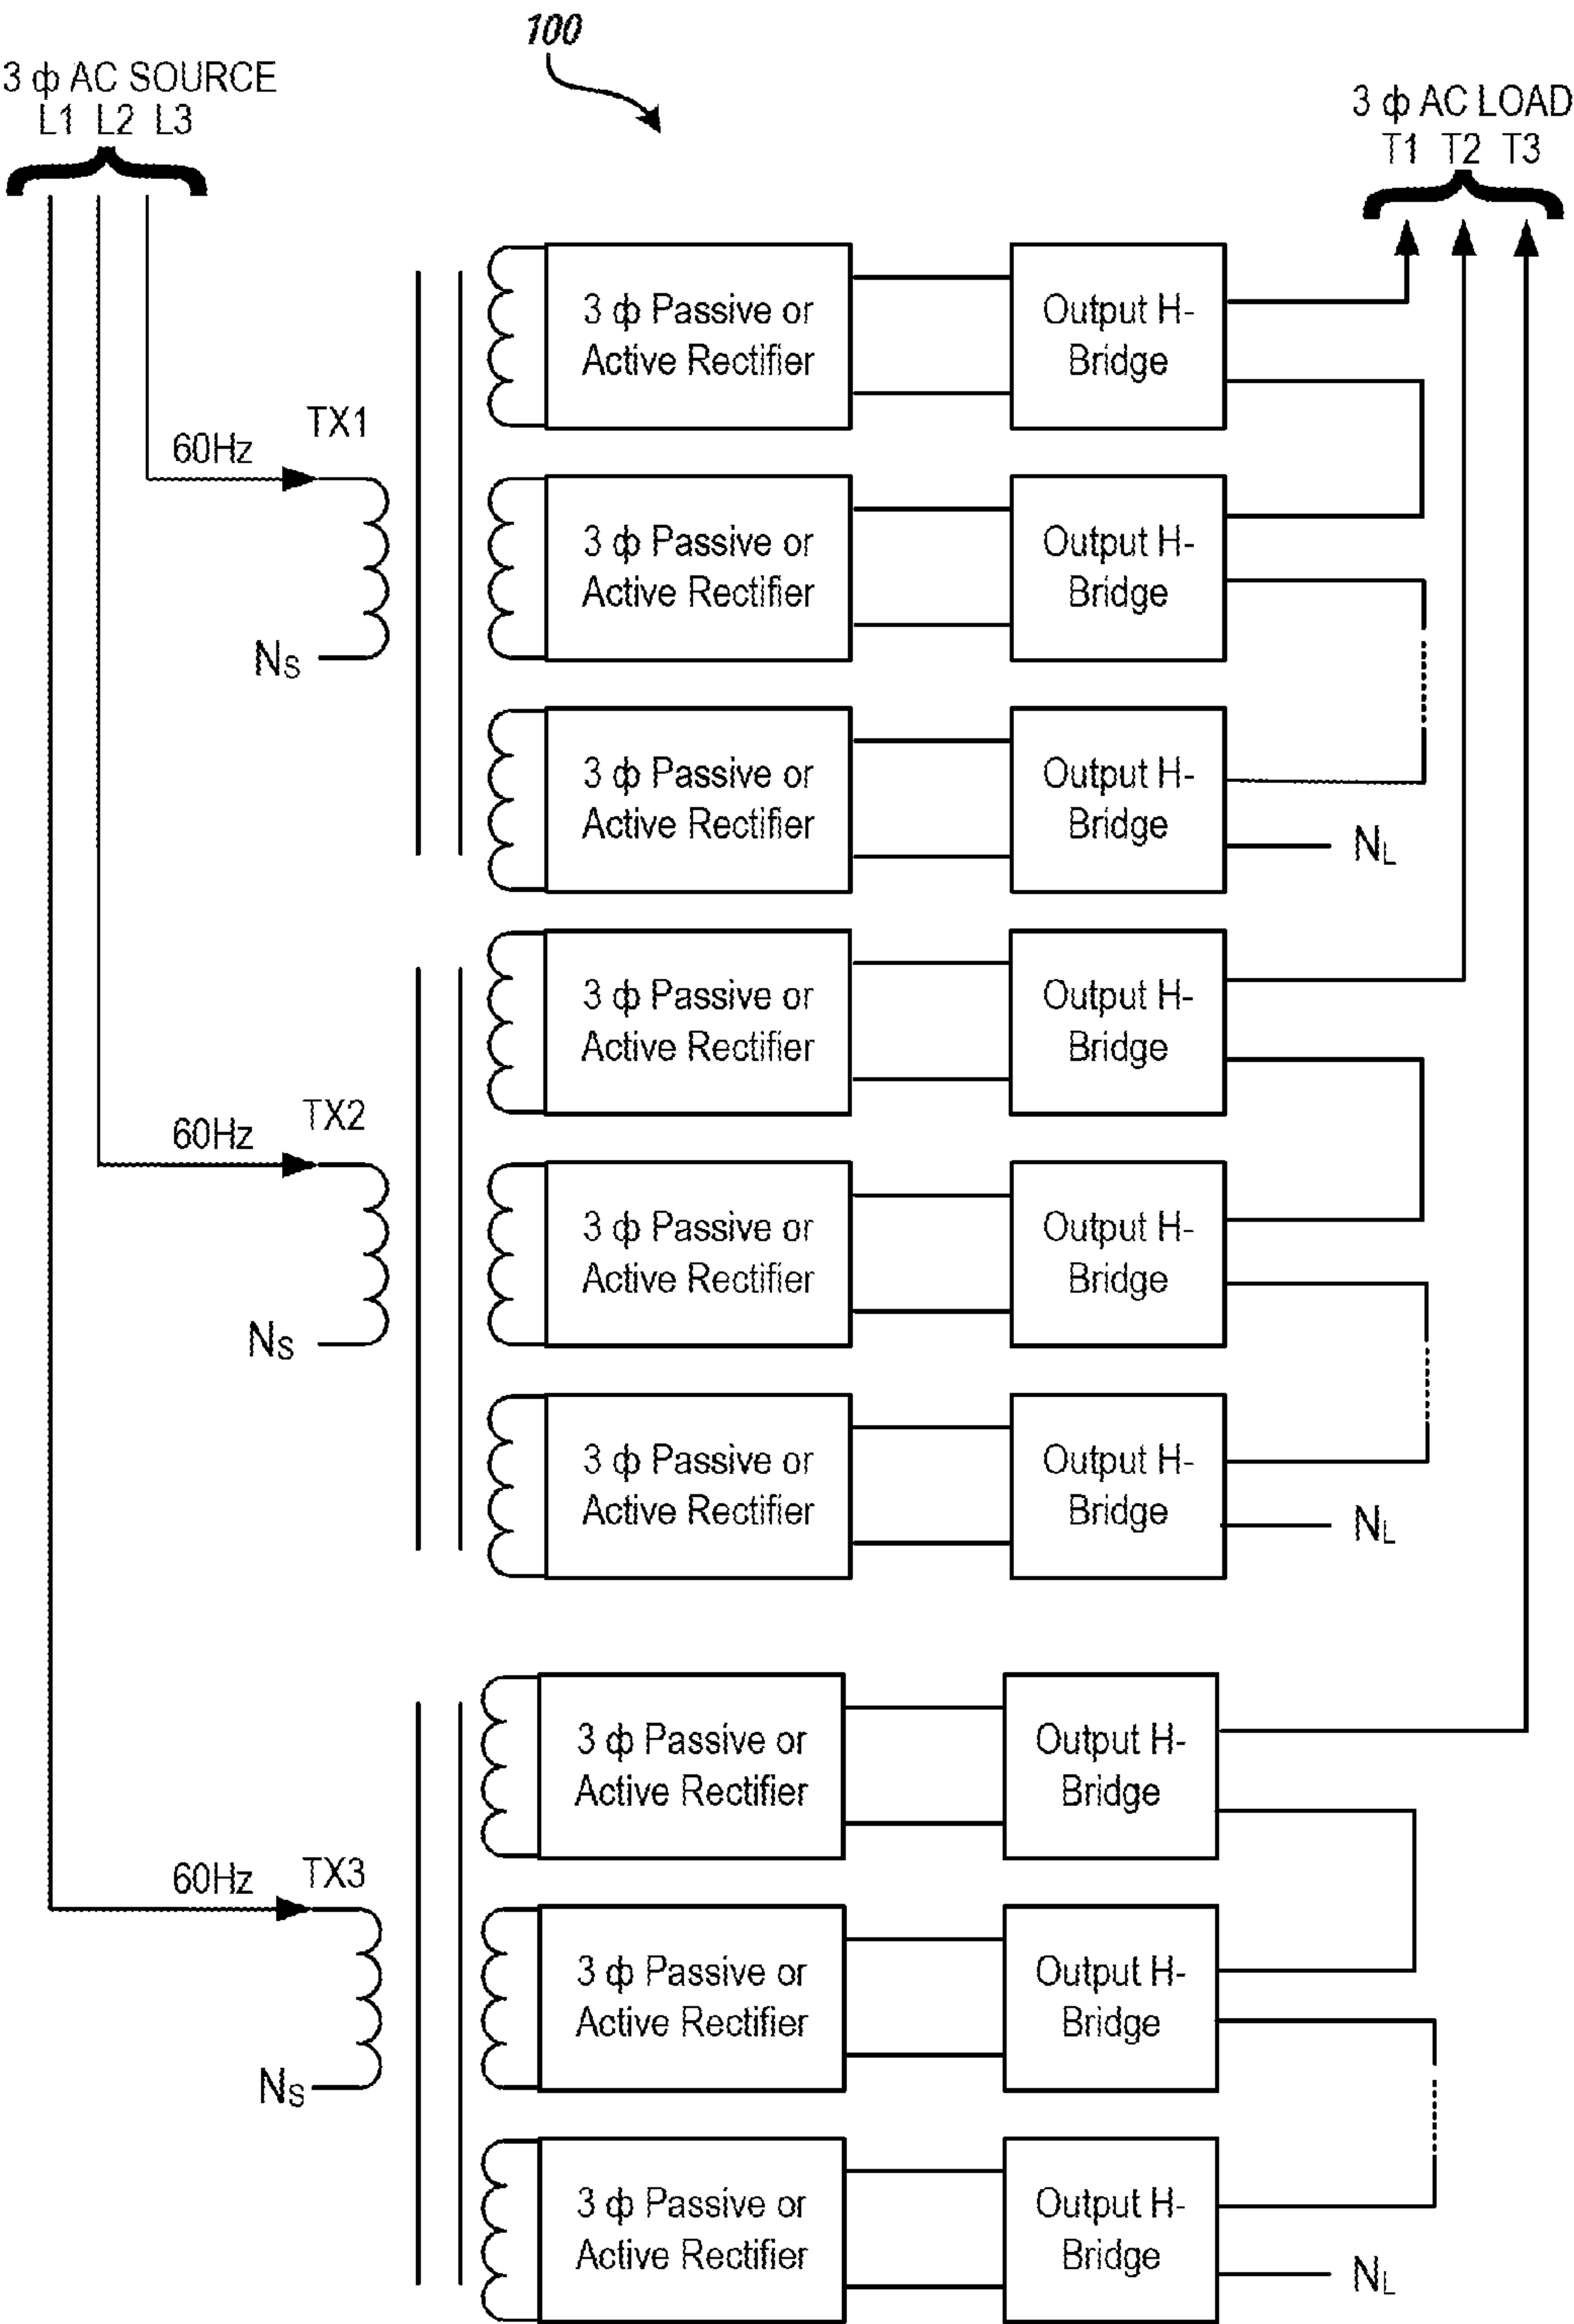 100
3 ф AC SOURCE
L1 L2 L3
3 ф AC LOAD
T1 T2 T3
3 ф Passive or
Active Rectifier
Output H-
Bridge
TX1
60Hz
3 ф Passive or
Active Rectifier
Output H-
Bridge
NS
3 ф Passive or
Active Rectifier
Output H-
Bridge
NL
3 ф Passive or
Active Rectifier
Output H-
Bridge
TX2
60Hz
3 ф Passive or
Active Rectifier
Output H-
Bridge
NS
3 ф Passive or
Active Rectifier
Output H-
Bridge
NL
3 ф Passive or
Active Rectifier
Output H-
Bridge
TX3
60Hz
3 ф Passive or
Active Rectifier
Output H-
Bridge
NS
3 ф Passive or
Active Rectifier
Output H-
Bridge
NL